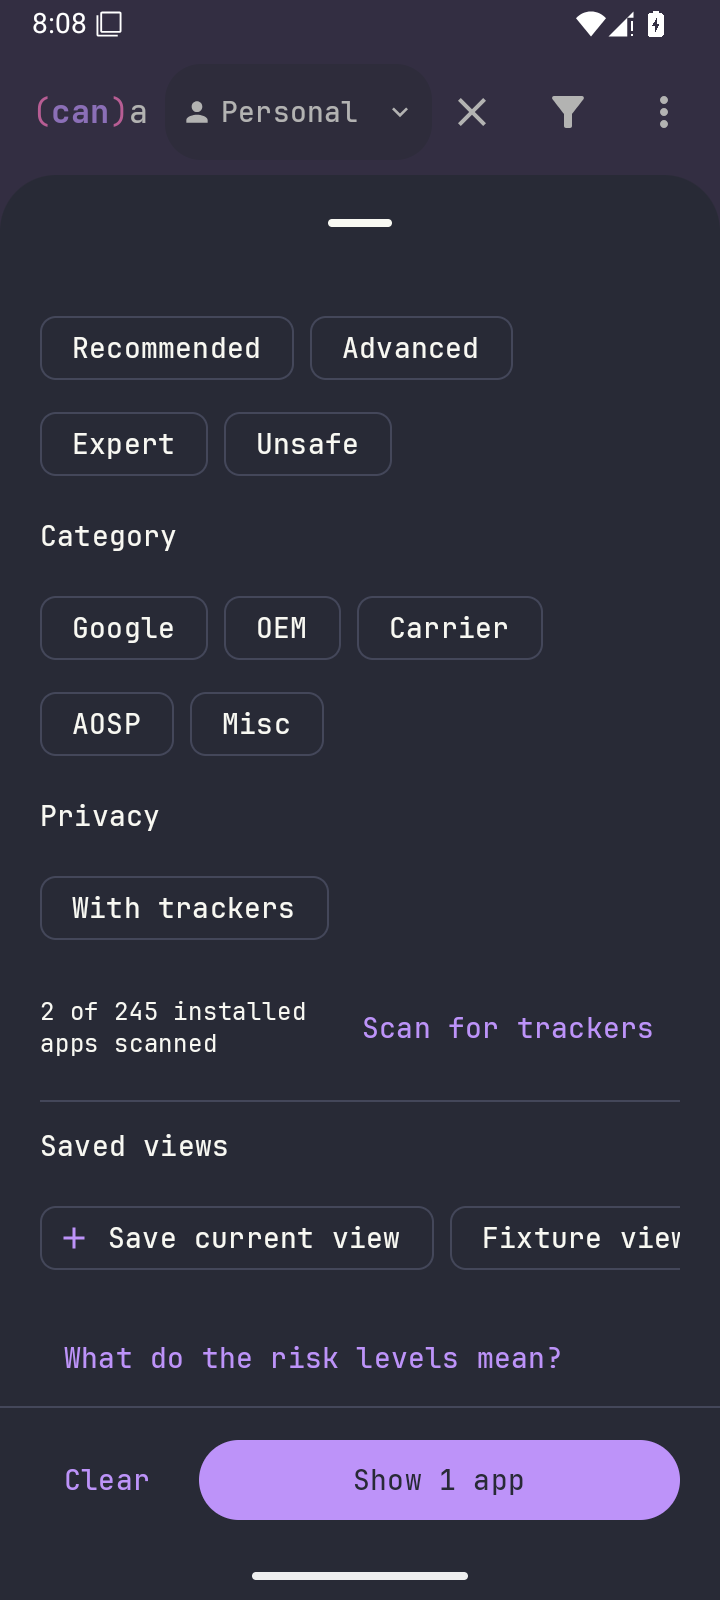 8:08
(can)a Personal
Recommended Advanced
Expert Unsafe
Category
Google OEM Carrier
AOSP Misc
Privacy
With trackers
2 of 245 installed
apps scanned
Scan for trackers
Saved views
+ Save current view Fixture view
What do the risk levels mean?
Clear Show 1 app